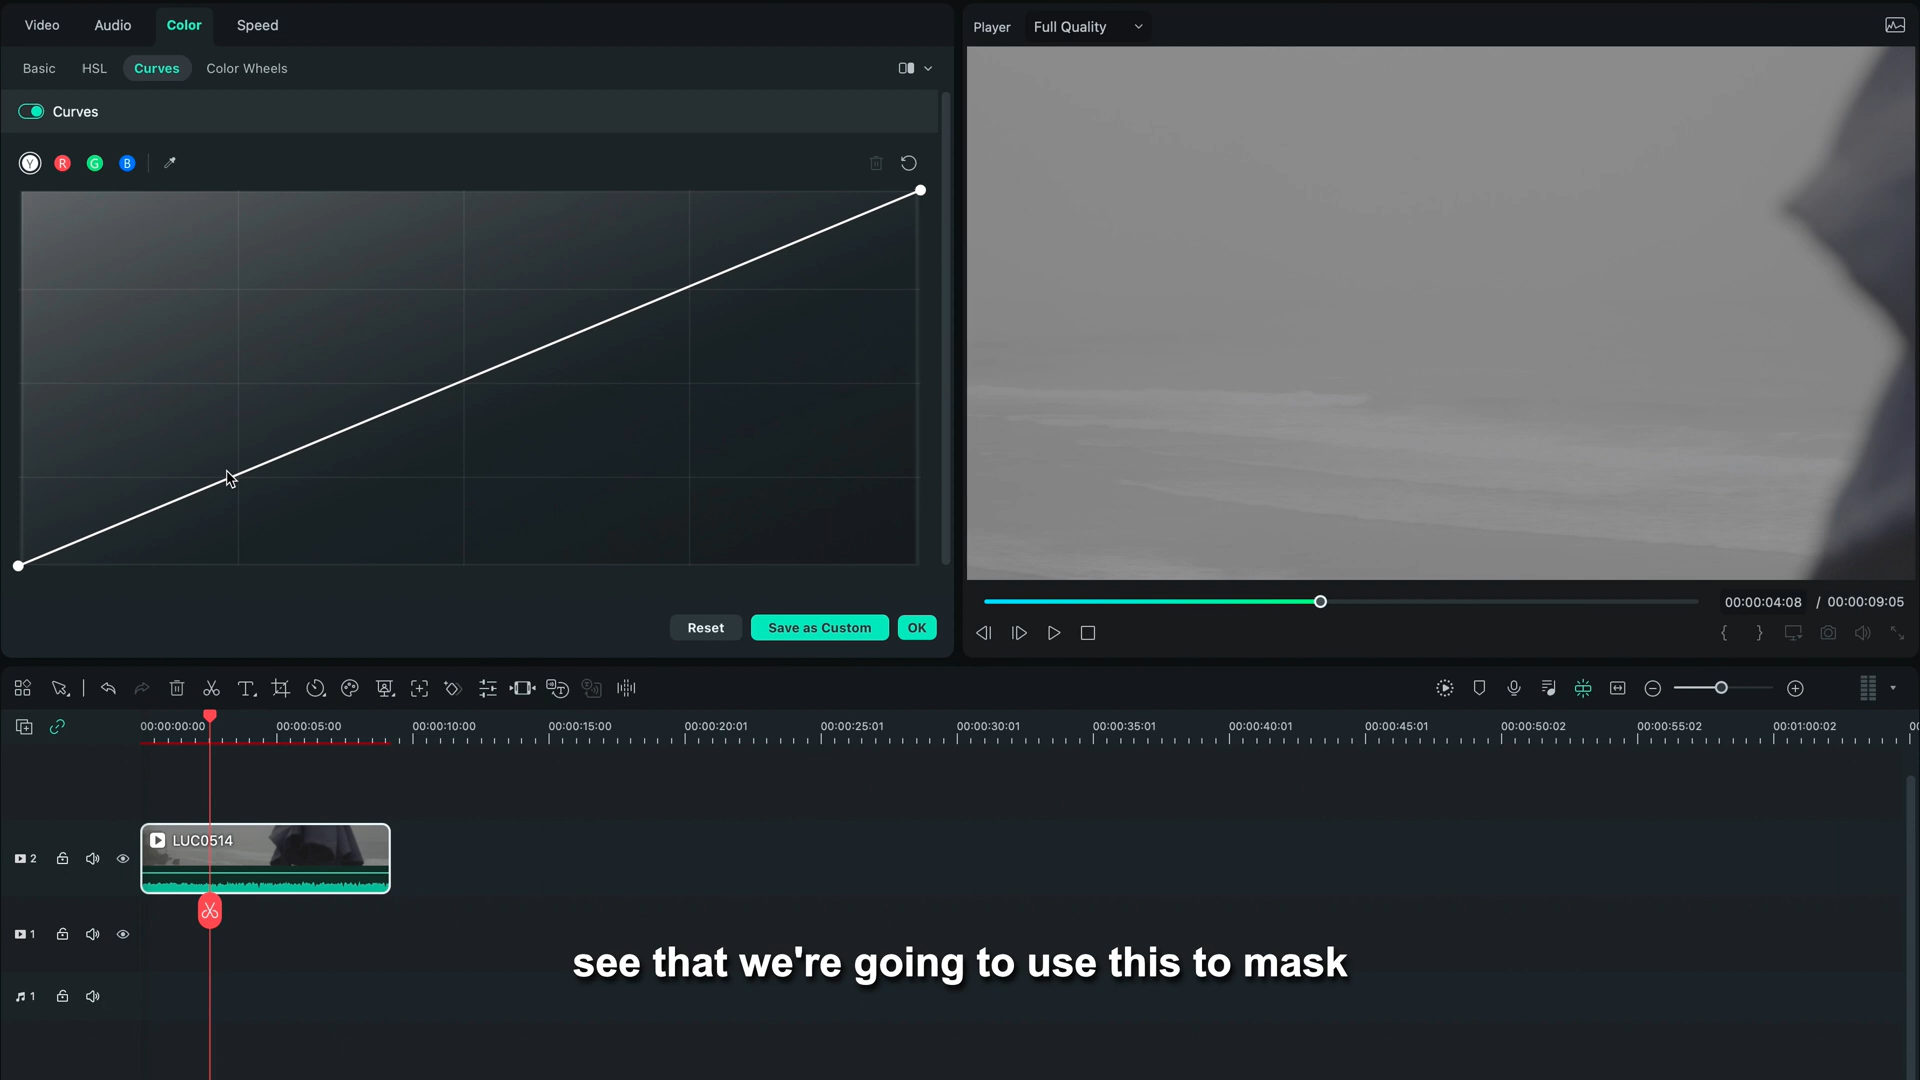 Video Audio Color Speed
Player Full Quality
Basic HSL Curves Color Wheels
Curves
Y R G B
Reset Save as Custom OK
00:00:04:08 / 00:00:09:05
00:00:00:00 00:00:05:00 00:00:10:00 00:00:15:00 00:00:20:01 00:00:25:01 00:00:30:01 00:00:35:01 00:00:40:01 00:00:45:01 00:00:50:02 00:00:55:02 00:01:00:02 00
LUC0514
2
1
see that we're going to use this to mask
1